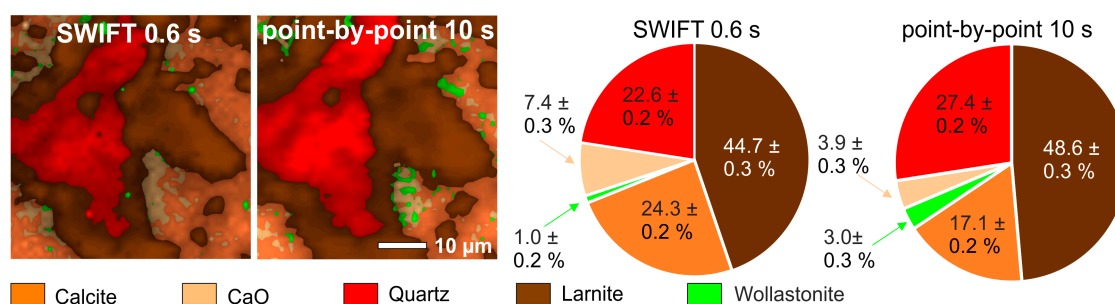 SWIFT 0.6 s
point-by-point 10 s
10 µm
SWIFT 0.6 s
22.6 ±
0.2 %
7.4 ±
0.3 %
44.7 ±
0.3 %
24.3 ±
0.2 %
1.0 ±
0.2 %
point-by-point 10 s
27.4 ±
0.2 %
3.9 ±
0.3 %
48.6 ±
0.3 %
17.1 ±
0.2 %
3.0±
0.3 %
Calcite
CaO
Quartz
Larnite
Wollastonite